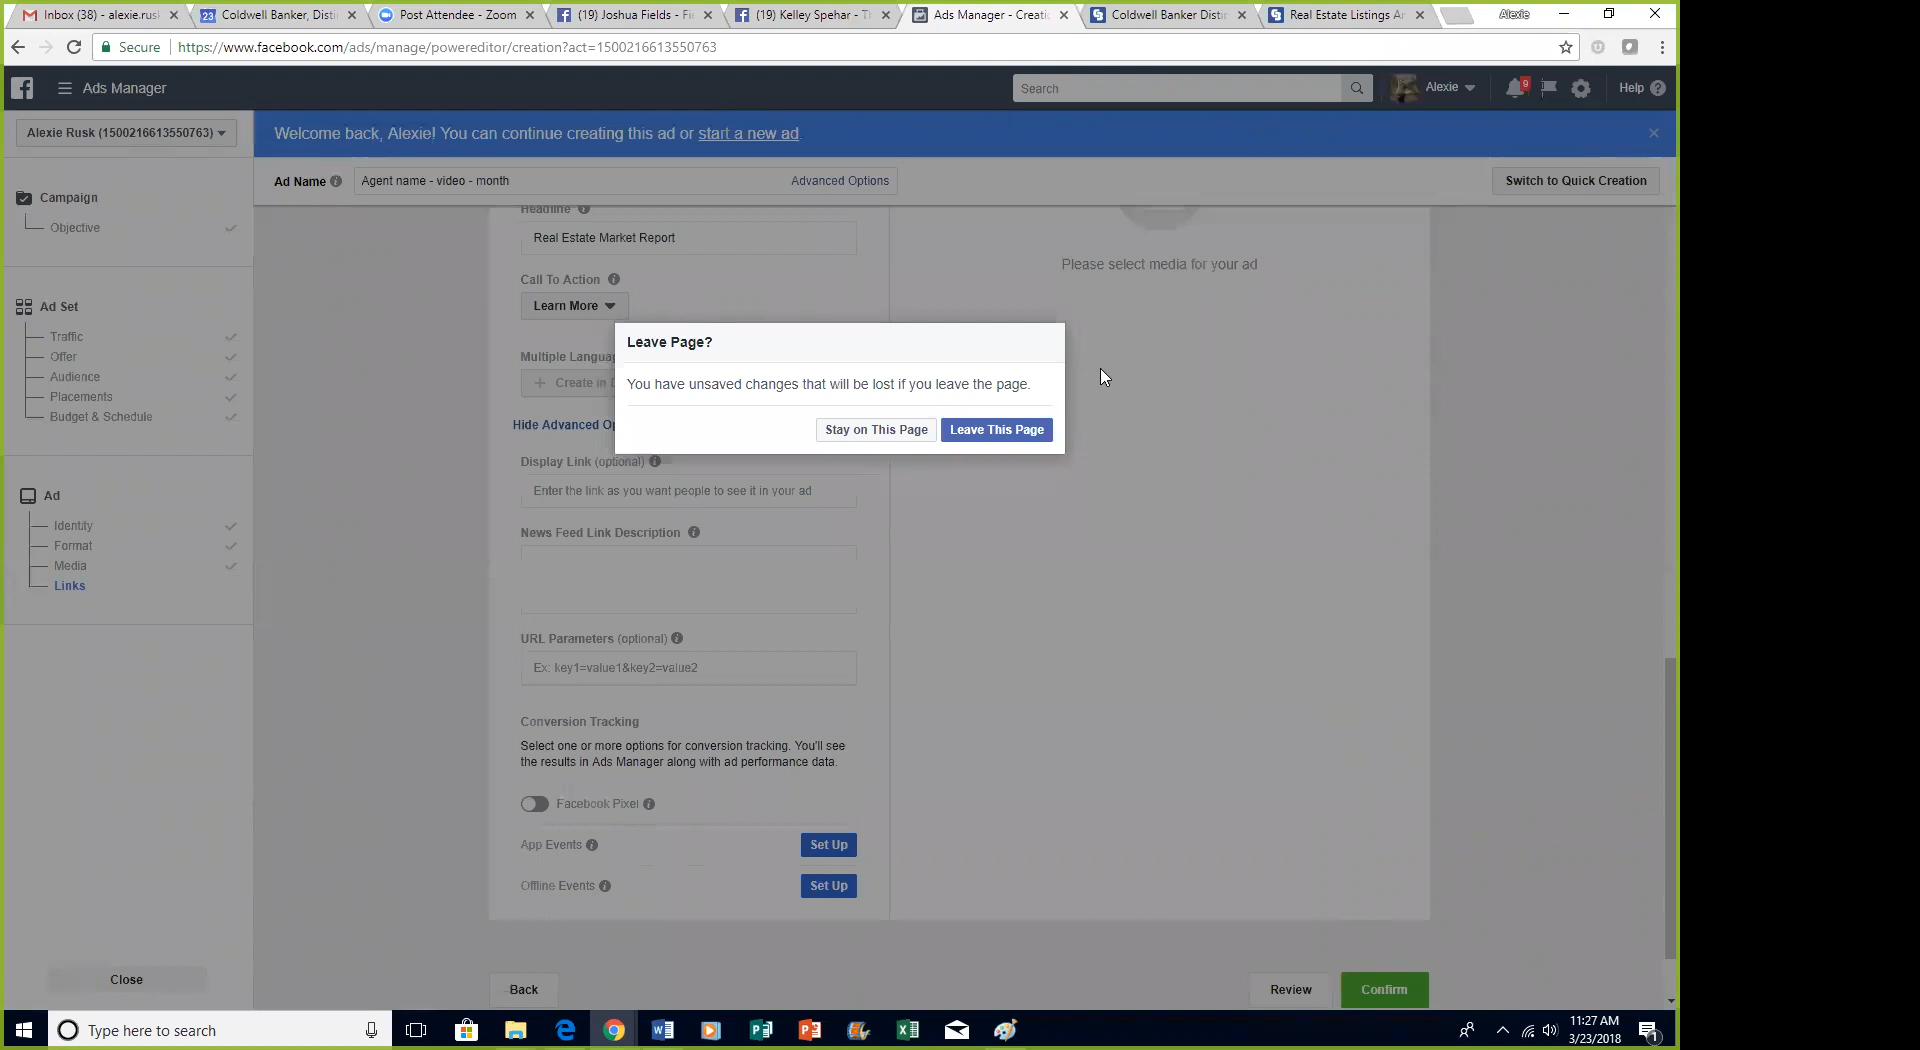 Inbox (38) - alexie.rus
23 Coldwell Banker, Disti
Post Attendee - Zoom
(19) Joshua Fields - Fi
(19) Kelley Spehar - Th
Ads Manager - Creatio
Coldwell Banker Distin
Real Estate Listings An
Alexie
Secure https://www.facebook.com/ads/manage/powereditor/creation?act=1500216613550763
Ads Manager
Search
Alexie
9
Help
Alexie Rusk (1500216613550763)
Welcome back, Alexie! You can continue creating this ad or start a new ad.
Ad Name
Agent name - video - month
Advanced Options
Switch to Quick Creation
Campaign
Objective
Ad Set
Traffic
Offer
Audience
Placements
Budget & Schedule
Ad
Identity
Format
Media
Links
Close
Headline
Real Estate Market Report
Call To Action
Learn More
Multiple Langua
+ Create in D
Hide Advanced Op
Display Link (optional)
Enter the link as you want people to see it in your ad
News Feed Link Description
URL Parameters (optional)
Ex: key1=value1&key2=value2
Conversion Tracking
Select one or more options for conversion tracking. You'll see
the results in Ads Manager along with ad performance data.
Facebook Pixel
App Events
Set Up
Offline Events
Set Up
Please select media for your ad
Leave Page?
You have unsaved changes that will be lost if you leave the page.
Stay on This Page
Leave This Page
Back
Review
Confirm
Type here to search
11:27 AM
3/23/2018
1